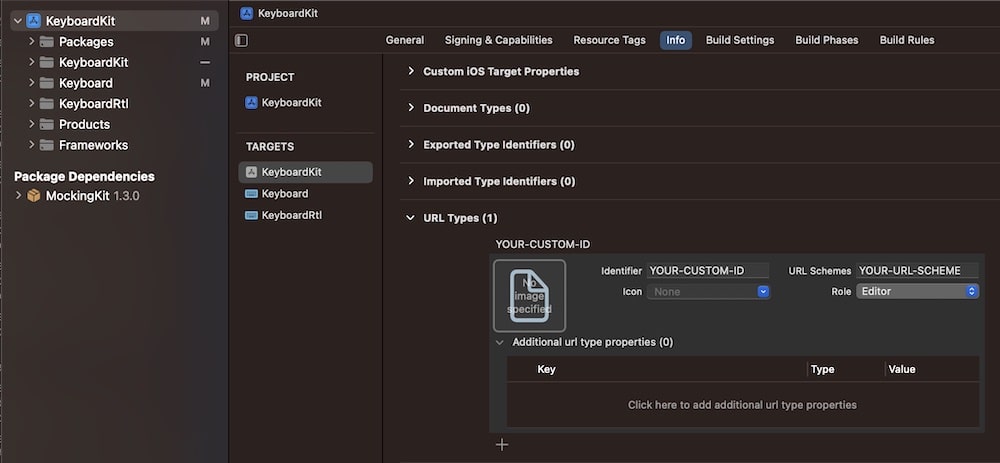 KeyboardKit M
Packages M
KeyboardKit —
Keyboard M
KeyboardRtl
Products
Frameworks
Package Dependencies
MockingKit 1.3.0
KeyboardKit
General Signing & Capabilities Resource Tags Info Build Settings Build Phases Build Rules
PROJECT
KeyboardKit
TARGETS
KeyboardKit
Keyboard
KeyboardRtl
Custom iOS Target Properties
Document Types (0)
Exported Type Identifiers (0)
Imported Type Identifiers (0)
URL Types (1)
YOUR-CUSTOM-ID
No
image
specified
Identifier YOUR-CUSTOM-ID URL Schemes YOUR-URL-SCHEME
Icon None Role Editor
Additional url type properties (0)
Key Type Value
Click here to add additional url type properties